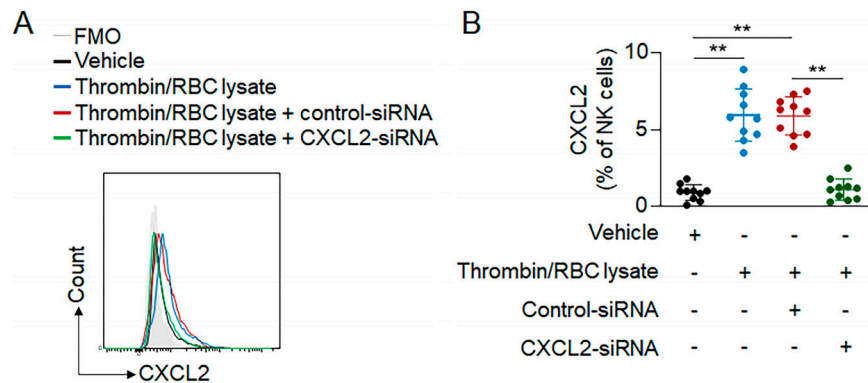 A
FMO
Vehicle
Thrombin/RBC lysate
Thrombin/RBC lysate + control-siRNA
Thrombin/RBC lysate + CXCL2-siRNA
Count
CXCL2
B
**
** **
10
5
0
CXCL2
(% of NK cells)
Vehicle + - - -
Thrombin/RBC lysate - + + +
Control-siRNA - - + -
CXCL2-siRNA - - - +